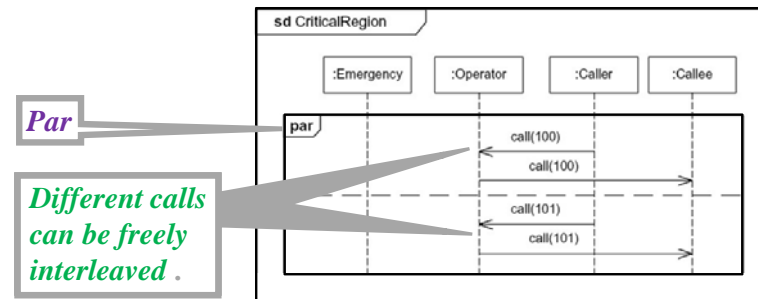 sd CriticalRegion
:Emergency :Operator :Caller :Callee
Par
par
call(100)
call(100)
Different calls
can be freely
interleaved .
call(101)
call(101)